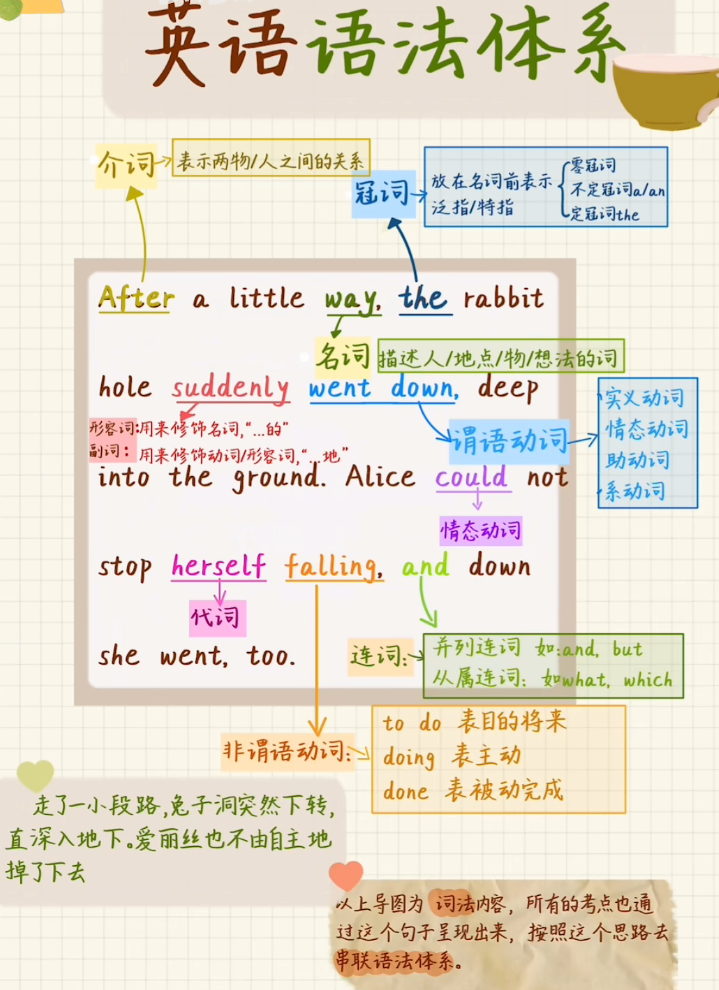 英语语法体系
介词
表示两物/人之间的关系
冠词
放在名词前表示
泛指/特指
零冠词
不定冠词a/an
定冠词the
After a little way, the rabbit
名词
描述人/地点/物/想法的词
hole suddenly went down, deep
形容词:用来修饰名词,“…的”
副词：用来修饰动词/形容词,“…地”
谓语动词
实义动词
情态动词
助动词
系动词
into the ground. Alice could not
情态动词
stop herself falling, and down
代词
she went, too.
连词:
并列连词 如:and, but
从属连词：如what, which
非谓语动词:
to do 表目的将来
doing 表主动
done 表被动完成
走了一小段路,兔子洞突然下转,
直深入地下。爱丽丝也不由自主地
掉了下去
以上导图为 词法内容，所有的考点也通
过这个句子呈现出来，按照这个思路去
串联语法体系。